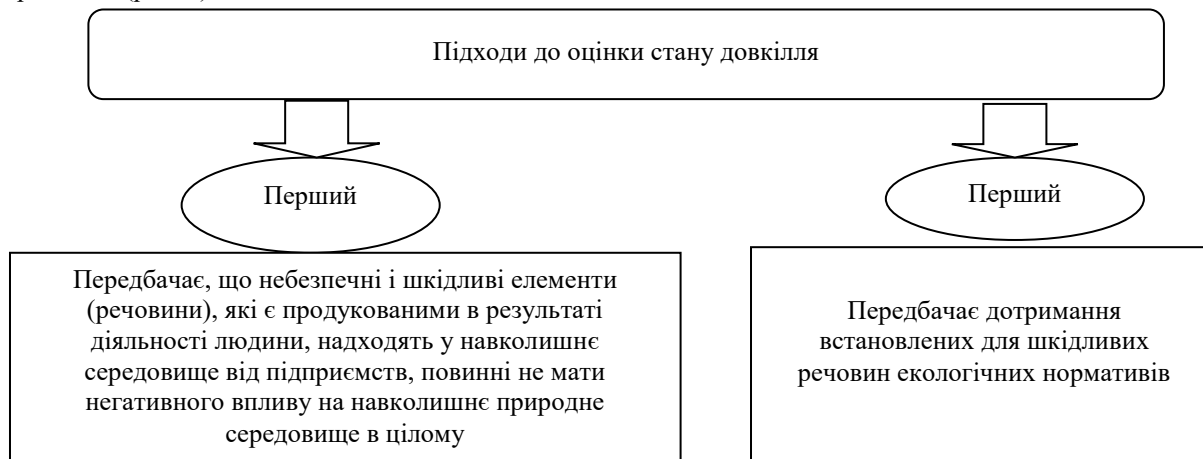 Підходи до оцінки стану довкілля
Перший
Перший
Передбачає, що небезпечні і шкідливі елементи
(речовини), які є продукованими в результаті
діяльності людини, надходять у навколишнє
середовище від підприємств, повинні не мати
негативного впливу на навколишнє природне
середовище в цілому
Передбачає дотримання
встановлених для шкідливих
речовин екологічних нормативів